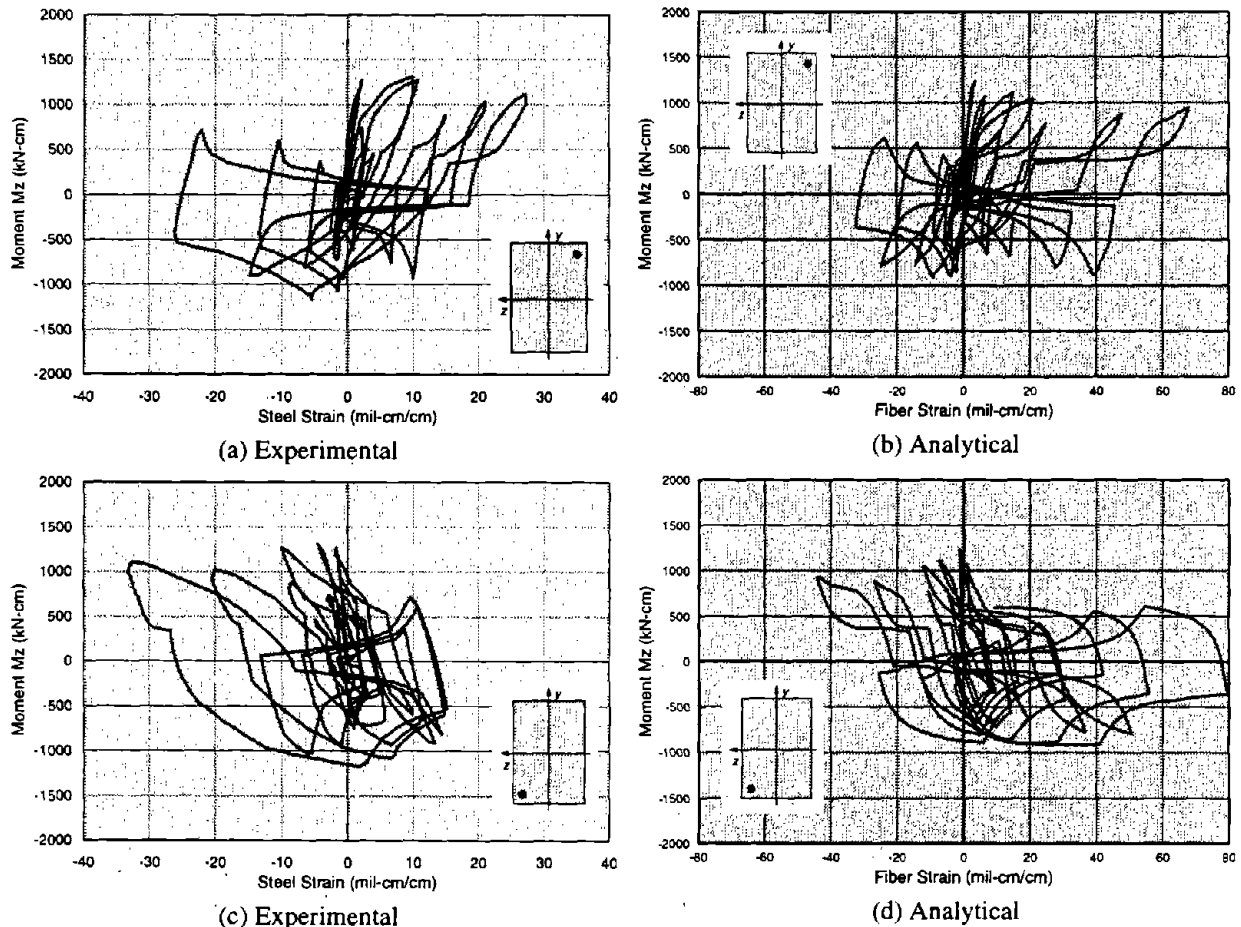 2000
1500
1000
500
0
-500
-1000
-1500
-2000
Moment Mz (kN-cm)
y
z
-40 -30 -20 -10 0 10 20 30 40
Steel Strain (mil-cm/cm)
(a) Experimental
2000
1500
1000
500
0
-500
-1000
-1500
-2000
Moment Mz (kN-cm)
y
z
-80 -60 -40 -20 0 20 40 60 80
Fiber Strain (mil-cm/cm)
(b) Analytical
2000
1500
1000
500
0
-500
-1000
-1500
-2000
Moment Mz (kN-cm)
y
z
-40 -30 -20 -10 0 10 20 30 40
Steel Strain (mil-cm/cm)
(c) Experimental
2000
1500
1000
500
0
-500
-1000
-1500
-2000
Moment Mz (kN-cm)
y
z
-80 -60 -40 -20 0 20 40 60 80
Fiber Strain (mil-cm/cm)
(d) Analytical